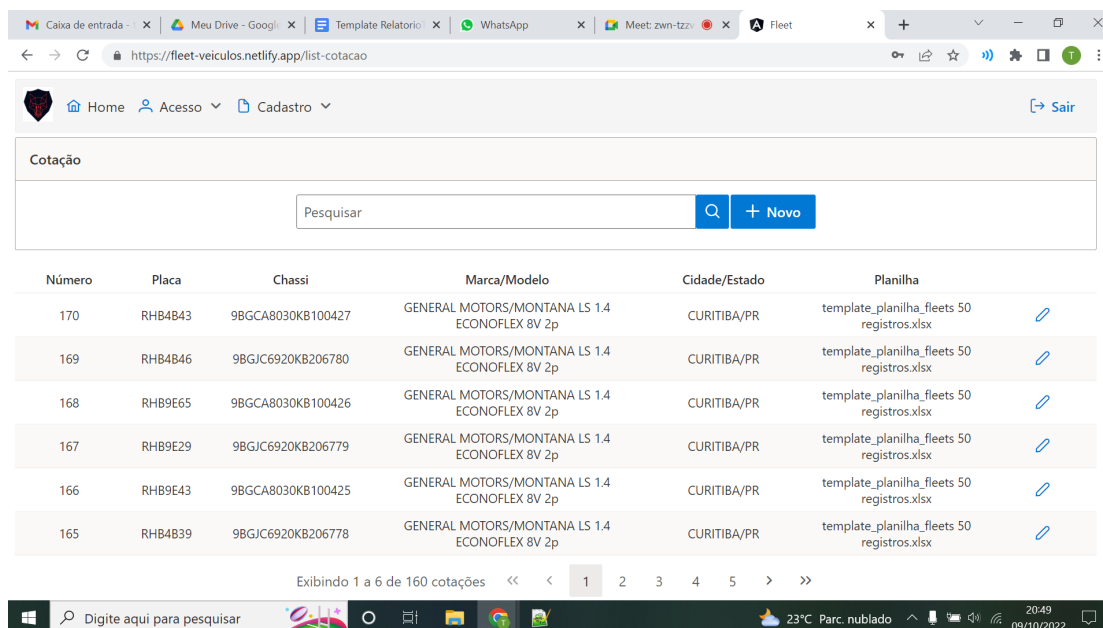 Caixa de entrada -
Meu Drive - Google
Template Relatorio
WhatsApp
Meet: zwn-tzzv
Fleet
https://fleet-veiculos.netlify.app/list-cotacao
T
Home
Acesso
Cadastro
Sair
Cotação
Pesquisar
+ Novo
Número Placa Chassi Marca/Modelo Cidade/Estado Planilha
170 RHB4B43 9BGCA8030KB100427 GENERAL MOTORS/MONTANA LS 1.4 CURITIBA/PR template_planilha_fleets 50
ECONOFLEX 8V 2p registros.xlsx
169 RHB4B46 9BGJC6920KB206780 GENERAL MOTORS/MONTANA LS 1.4 CURITIBA/PR template_planilha_fleets 50
ECONOFLEX 8V 2p registros.xlsx
168 RHB9E65 9BGCA8030KB100426 GENERAL MOTORS/MONTANA LS 1.4 CURITIBA/PR template_planilha_fleets 50
ECONOFLEX 8V 2p registros.xlsx
167 RHB9E29 9BGJC6920KB206779 GENERAL MOTORS/MONTANA LS 1.4 CURITIBA/PR template_planilha_fleets 50
ECONOFLEX 8V 2p registros.xlsx
166 RHB9E43 9BGCA8030KB100425 GENERAL MOTORS/MONTANA LS 1.4 CURITIBA/PR template_planilha_fleets 50
ECONOFLEX 8V 2p registros.xlsx
165 RHB4B39 9BGJC6920KB206778 GENERAL MOTORS/MONTANA LS 1.4 CURITIBA/PR template_planilha_fleets 50
ECONOFLEX 8V 2p registros.xlsx
Exibindo 1 a 6 de 160 cotações << < 1 2 3 4 5 > >>
Digite aqui para pesquisar
23°C Parc. nublado
20:49
09/10/2022